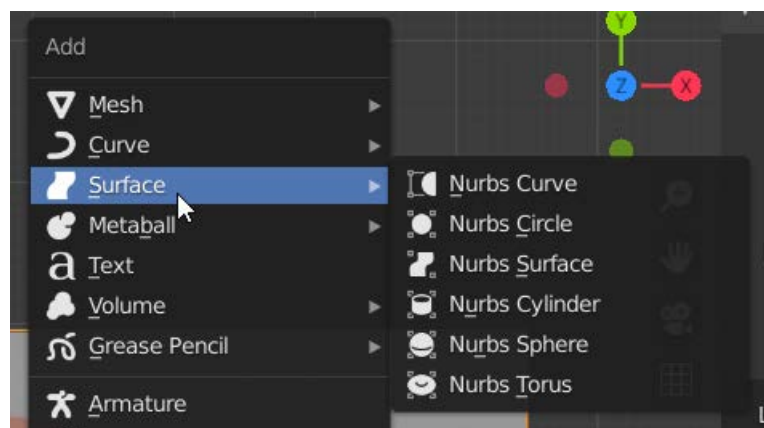 Add
Mesh
Curve
Surface
Metaball
Text
Volume
Grease Pencil
Armature
Nurbs Curve
Nurbs Circle
Nurbs Surface
Nurbs Cylinder
Nurbs Sphere
Nurbs Torus
Y
Z
X